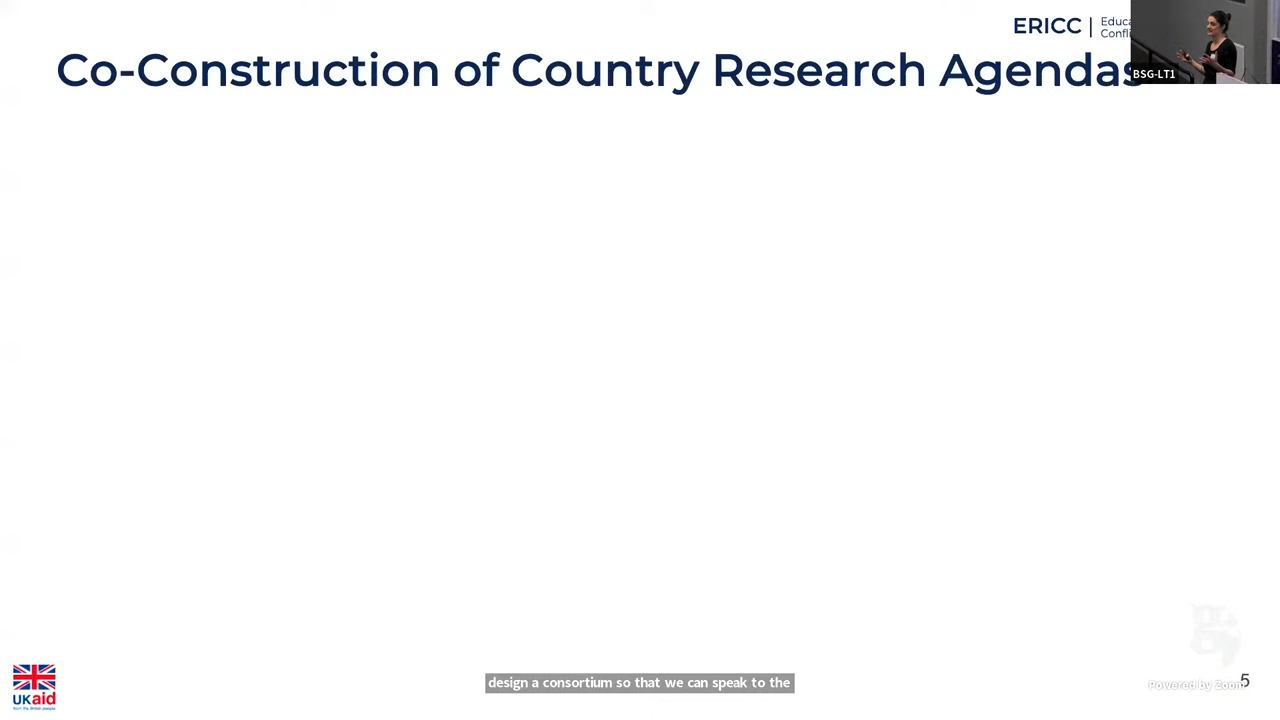 ERICC
Educa
Confli
Co-Construction of Country Research Agendas
BSG-LT1
design a consortium so that we can speak to the
UKaid
from the British people
Powered by Zoom
5